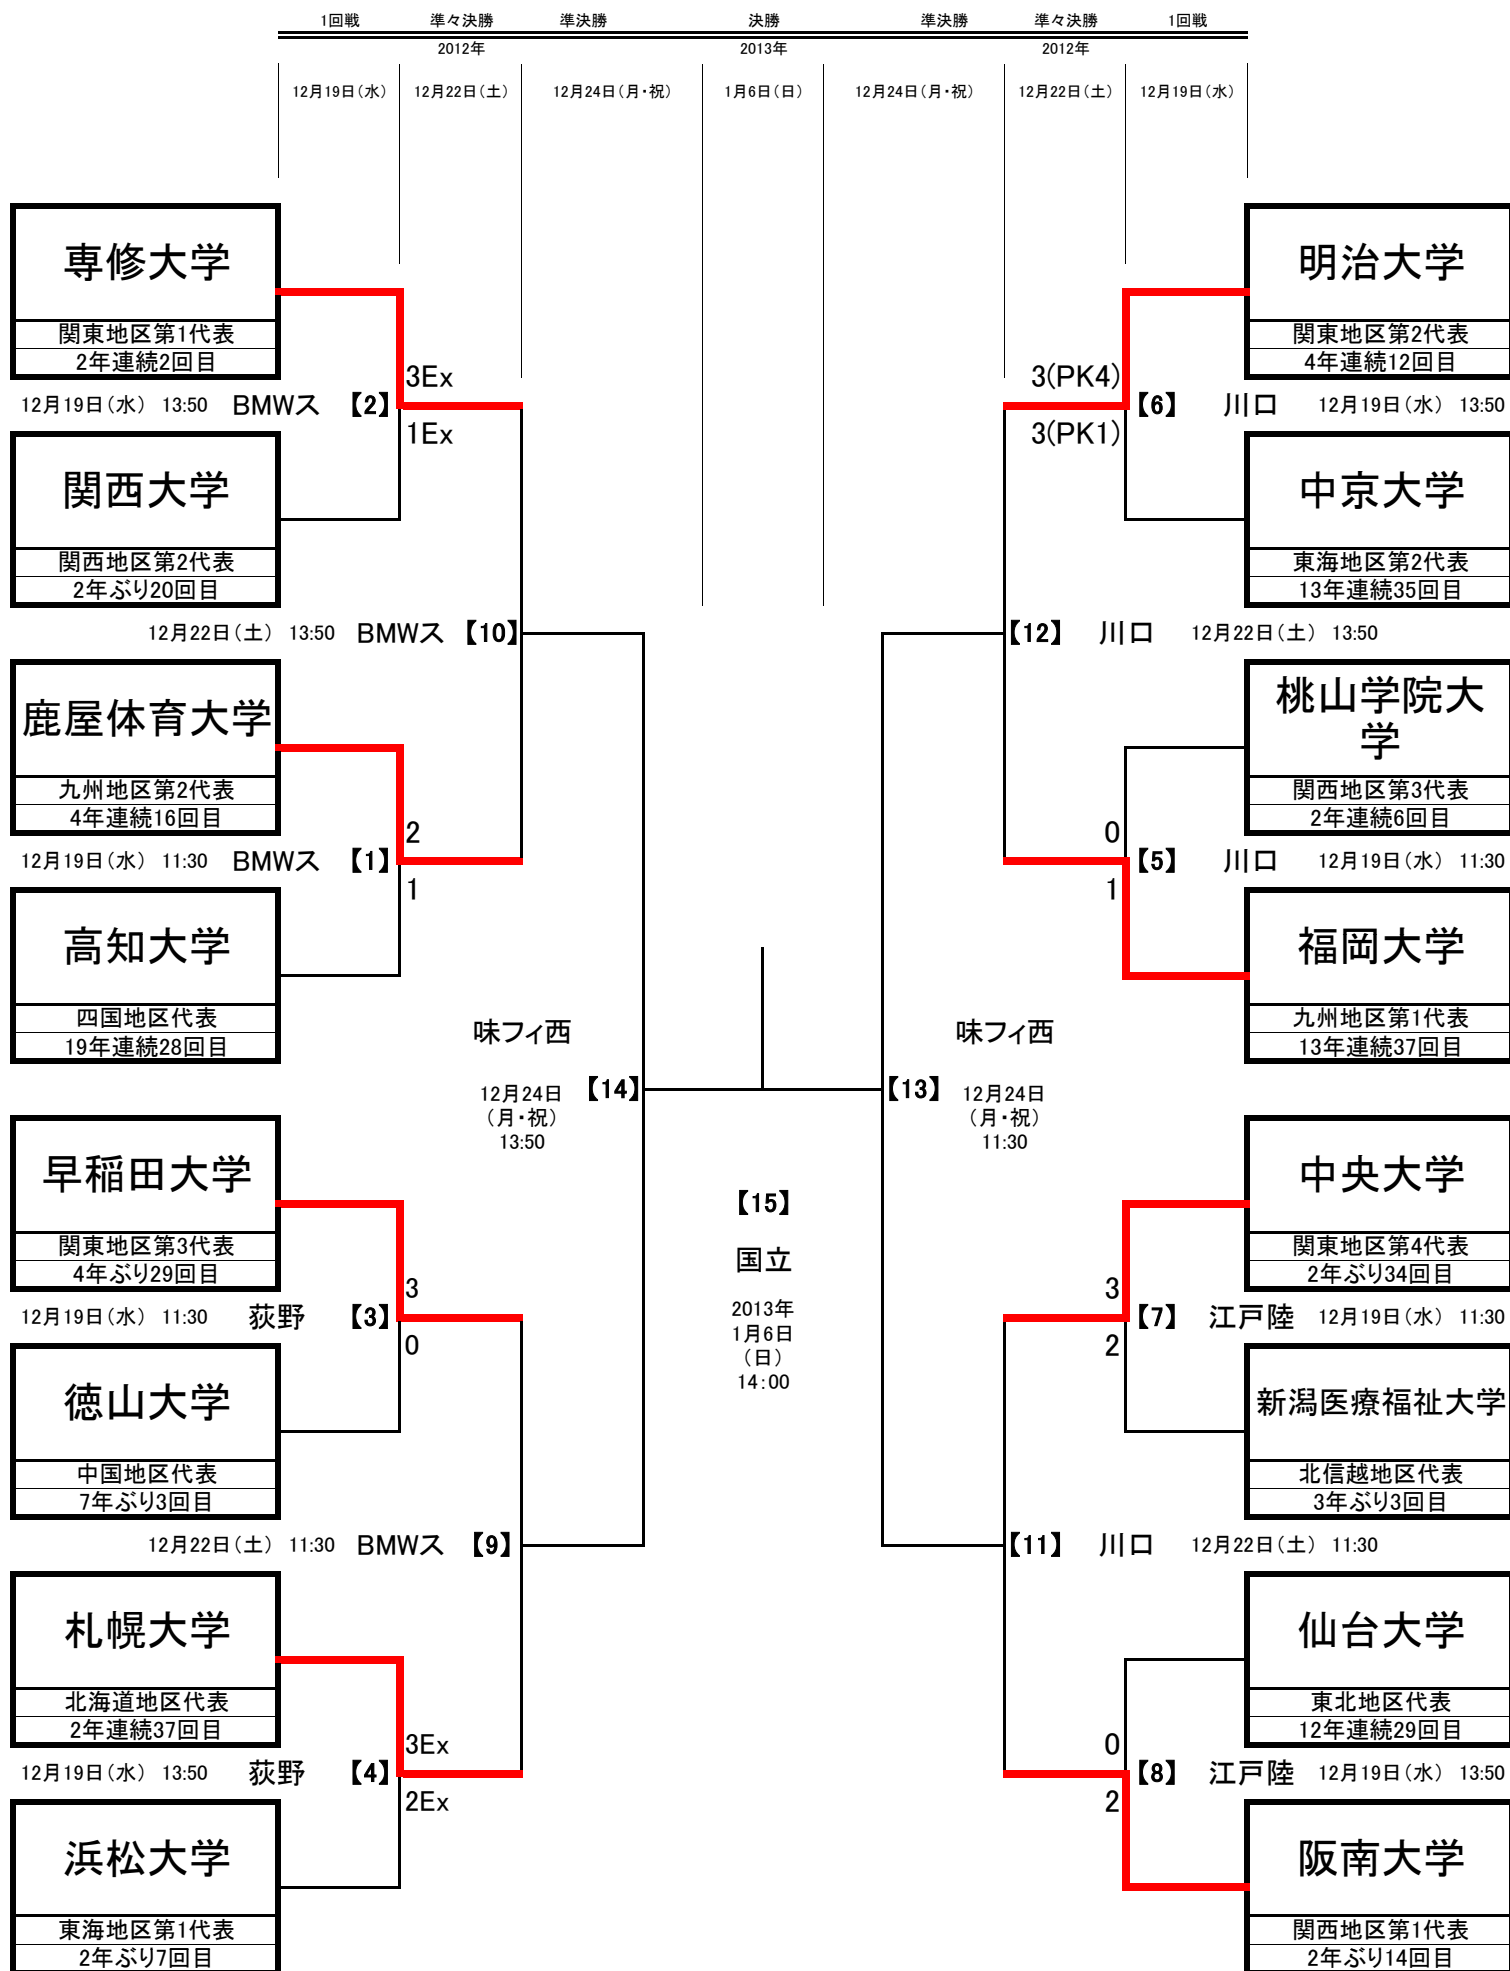 1回戦 準々決勝 準決勝 決勝 準決勝 準々決勝 1回戦
2012年 2013年 2012年
12月19日(水) 12月22日(土) 12月24日(月・祝) 1月6日(日) 12月24日(月・祝) 12月22日(土) 12月19日(水)
専修大学
関東地区第1代表
2年連続2回目
3Ex
12月19日(水) 13:50 BMWス 【2】
1Ex
関西大学
関西地区第2代表
2年ぶり20回目
12月22日(土) 13:50 BMWス 【10】
鹿屋体育大学
九州地区第2代表
4年連続16回目
2
12月19日(水) 11:30 BMWス 【1】
1
高知大学
四国地区代表
19年連続28回目
味フィ西
12月24日
(月・祝)
13:50
【14】
早稲田大学
関東地区第3代表
4年ぶり29回目
3
12月19日(水) 11:30 荻野 【3】
0
徳山大学
中国地区代表
7年ぶり3回目
12月22日(土) 11:30 BMWス 【9】
札幌大学
北海道地区代表
2年連続37回目
3Ex
12月19日(水) 13:50 荻野 【4】
2Ex
浜松大学
東海地区第1代表
2年ぶり7回目
【15】
国立
2013年
1月6日
(日)
14:00
明治大学
関東地区第2代表
4年連続12回目
3(PK4)
【6】 川口 12月19日(水) 13:50
3(PK1)
中京大学
東海地区第2代表
13年連続35回目
【12】 川口 12月22日(土) 13:50
桃山学院大
学
関西地区第3代表
2年連続6回目
0
【5】 川口 12月19日(水) 11:30
1
福岡大学
九州地区第1代表
13年連続37回目
味フィ西
【13】
12月24日
(月・祝)
11:30
中央大学
関東地区第4代表
2年ぶり34回目
3
【7】 江戸陸 12月19日(水) 11:30
2
新潟医療福祉大学
北信越地区代表
3年ぶり3回目
【11】 川口 12月22日(土) 11:30
仙台大学
東北地区代表
12年連続29回目
0
【8】 江戸陸 12月19日(水) 13:50
2
阪南大学
関西地区第1代表
2年ぶり14回目